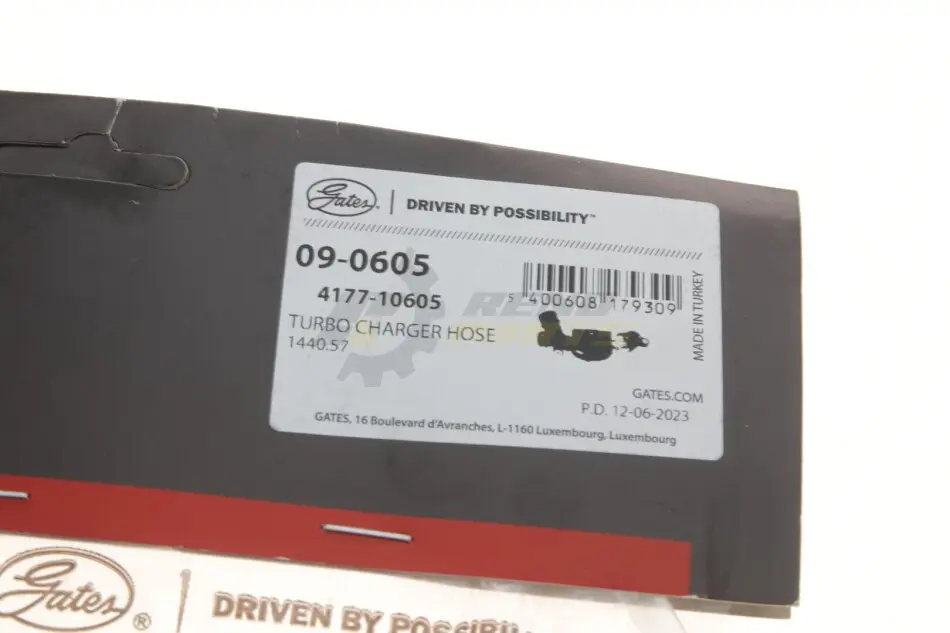 Gates® | DRIVEN BY POSSIBILITY™
09-0605
4177-10605
TURBO CHARGER HOSE
1440.57
5 400608 179309
MADE IN TURKEY
GATES.COM
P.D. 12-06-2023
GATES, 16 Boulevard d'Avranches, L-1160 Luxembourg, Luxembourg
Gates® | DRIVEN BY POSSIBILITY